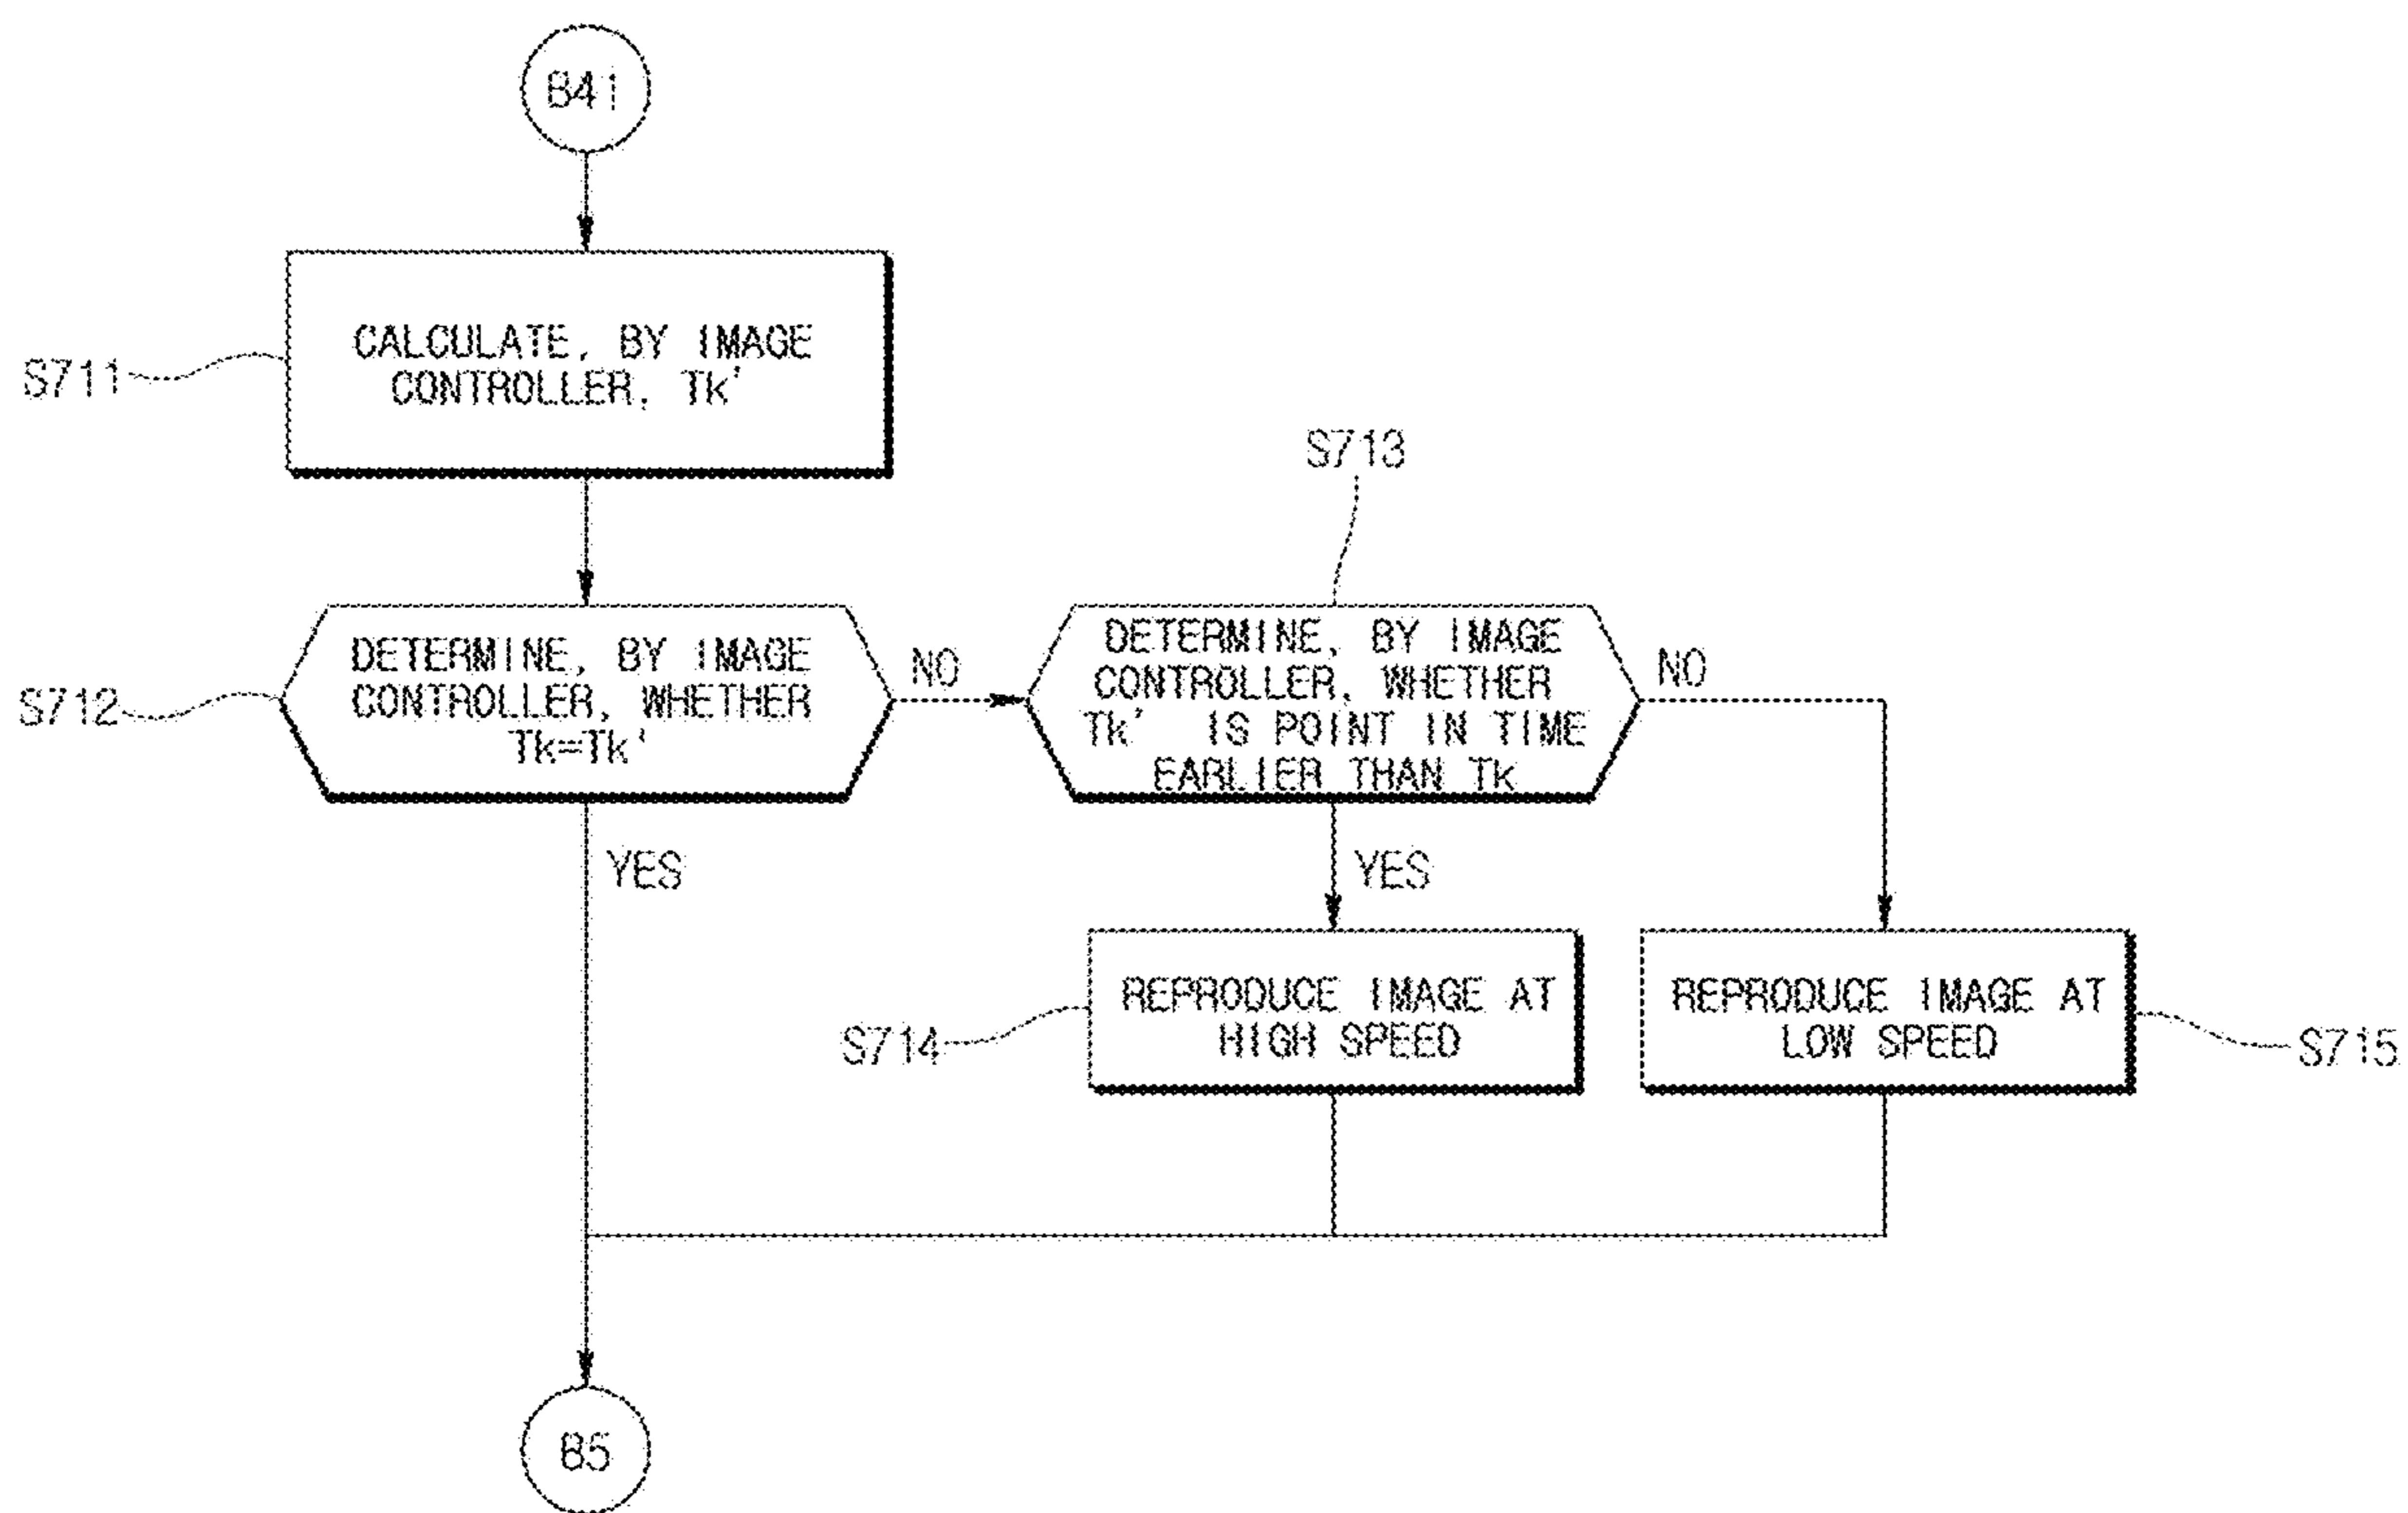 B41
CALCULATE, BY IMAGE
CONTROLLER, Tk'
S711
S713
DETERMINE, BY IMAGE
CONTROLLER, WHETHER
Tk=Tk'
S712
NO
DETERMINE, BY IMAGE
CONTROLLER, WHETHER
Tk' IS POINT IN TIME
EARLIER THAN Tk
NO
YES
YES
REPRODUCE IMAGE AT
HIGH SPEED
S714
REPRODUCE IMAGE AT
LOW SPEED
S715
B5